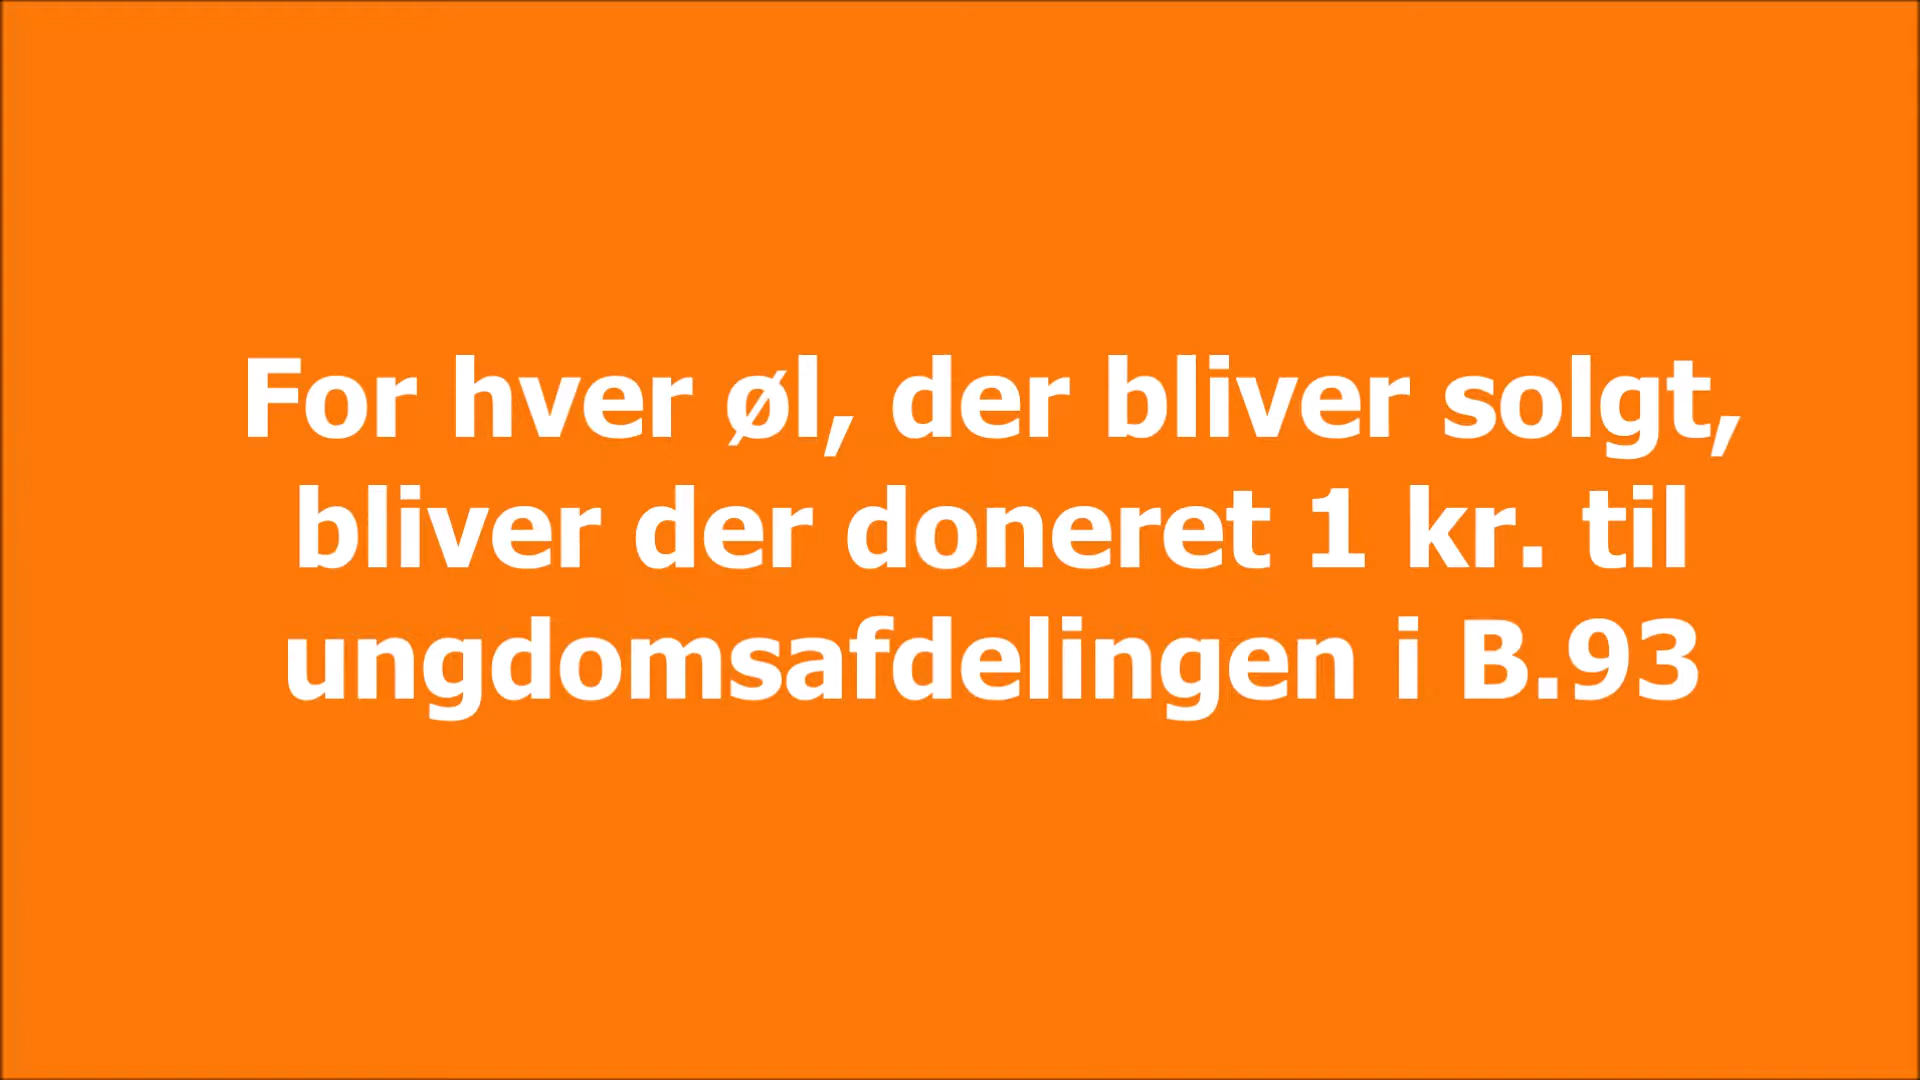 For hver øl, der bliver solgt,
bliver der doneret 1 kr. til
ungdomsafdelingen i B.93